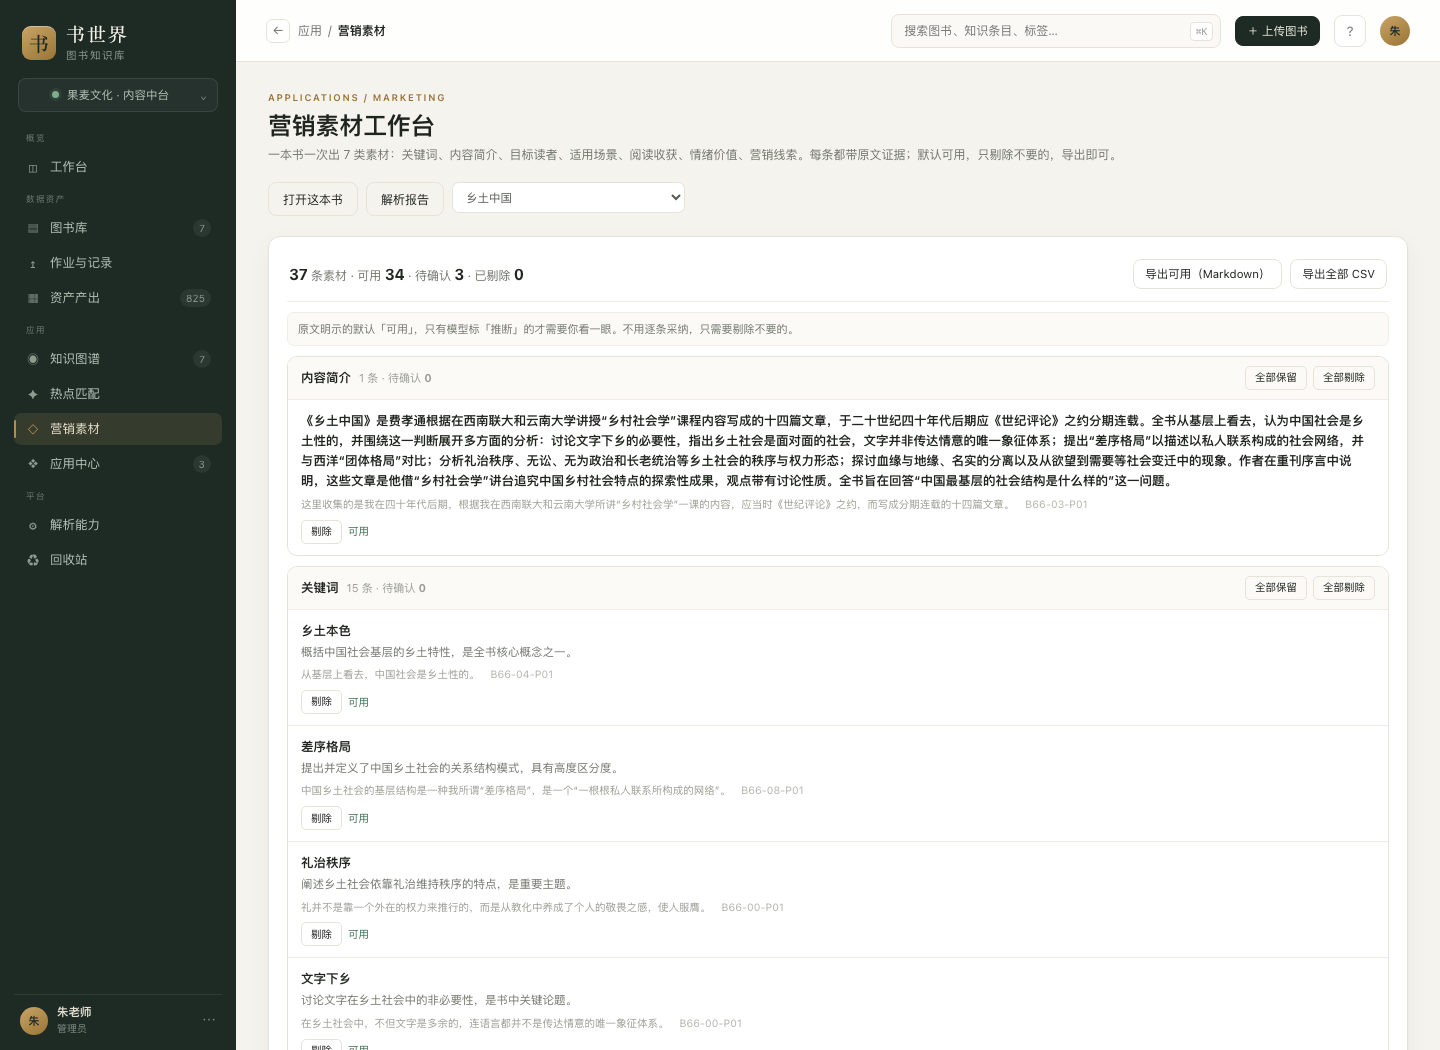 书 书世界
图书知识库
果麦文化 · 内容中台
概览
工作台
数据资产
图书库 7
作业与记录
资产产出 825
应用
知识图谱 7
热点匹配
营销素材
应用中心 3
平台
解析能力
回收站
朱 朱老师
管理员
← 应用 / 营销素材
搜索图书、知识条目、标签... ⌘K
+ 上传图书
?
朱
APPLICATIONS / MARKETING
营销素材工作台
一本书一次出 7 类素材：关键词、内容简介、目标读者、适用场景、阅读收获、情绪价值、营销线索。每条都带原文证据；默认可用，只剔除不要的，导出即可。
打开这本书 解析报告 乡土中国
37 条素材 · 可用 34 · 待确认 3 · 已剔除 0
导出可用（Markdown） 导出全部 CSV
原文明示的默认「可用」，只有模型标「推断」的才需要你看一眼。不用逐条采纳，只需要剔除不要的。
内容简介 1 条 · 待确认 0 全部保留 全部剔除
《乡土中国》是费孝通根据在西南联大和云南大学讲授“乡村社会学”课程内容写成的十四篇文章，于二十世纪四十年代后期应《世纪评论》之约分期连载。全书从基层上看去，认为中国社会是乡
土性的，并围绕这一判断展开多方面的分析：讨论文字下乡的必要性，指出乡土社会是面对面的社会，文字并非传达情意的唯一象征体系；提出“差序格局”以描述以私人联系构成的社会网络，并
与西洋“团体格局”对比；分析礼治秩序、无讼、无为政治和长老统治等乡土社会的秩序与权力形态；探讨血缘与地缘、名实的分离以及从欲望到需要等社会变迁中的现象。作者在重刊序言中说
明，这些文章是他借“乡村社会学”讲台追究中国乡村社会特点的探索性成果，观点带有讨论性质。全书旨在回答“中国最基层的社会结构是什么样的”这一问题。
这里收集的是我在四十年代后期，根据我在西南联大和云南大学所讲“乡村社会学”一课的内容，应当时《世纪评论》之约，而写成分期连载的十四篇文章。 B66-03-P01
剔除 可用
关键词 15 条 · 待确认 0 全部保留 全部剔除
乡土本色
概括中国社会基层的乡土特性，是全书核心概念之一。
从基层上看去，中国社会是乡土性的。 B66-04-P01
剔除 可用
差序格局
提出并定义了中国乡土社会的关系结构模式，具有高度区分度。
中国乡土社会的基层结构是一种我所谓“差序格局”，是一个“一根根私人联系所构成的网络”。 B66-08-P01
剔除 可用
礼治秩序
阐述乡土社会依靠礼治维持秩序的特点，是重要主题。
礼并不是靠一个外在的权力来推行的，而是从教化中养成了个人的敬畏之感，使人服膺。 B66-00-P01
剔除 可用
文字下乡
讨论文字在乡土社会中的非必要性，是书中关键论题。
在乡土社会中，不但文字是多余的，连语言都并不是传达情意的唯一象征体系。 B66-00-P01
剔除 可用